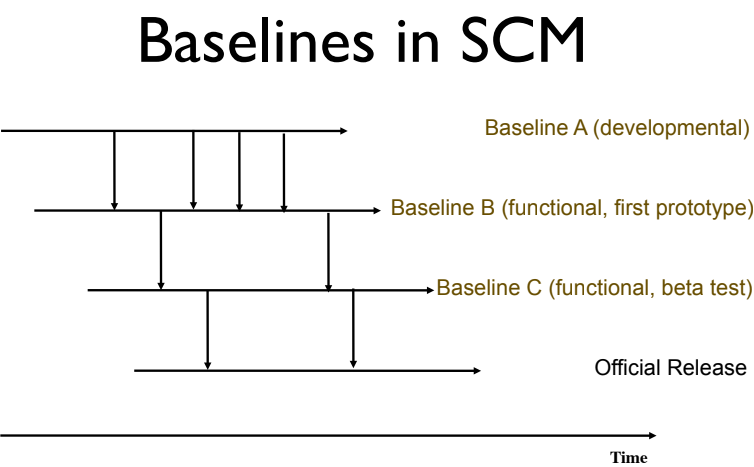 Baselines in SCM
Baseline A (developmental)
Baseline B (functional, first prototype)
Baseline C (functional, beta test)
Official Release
Time